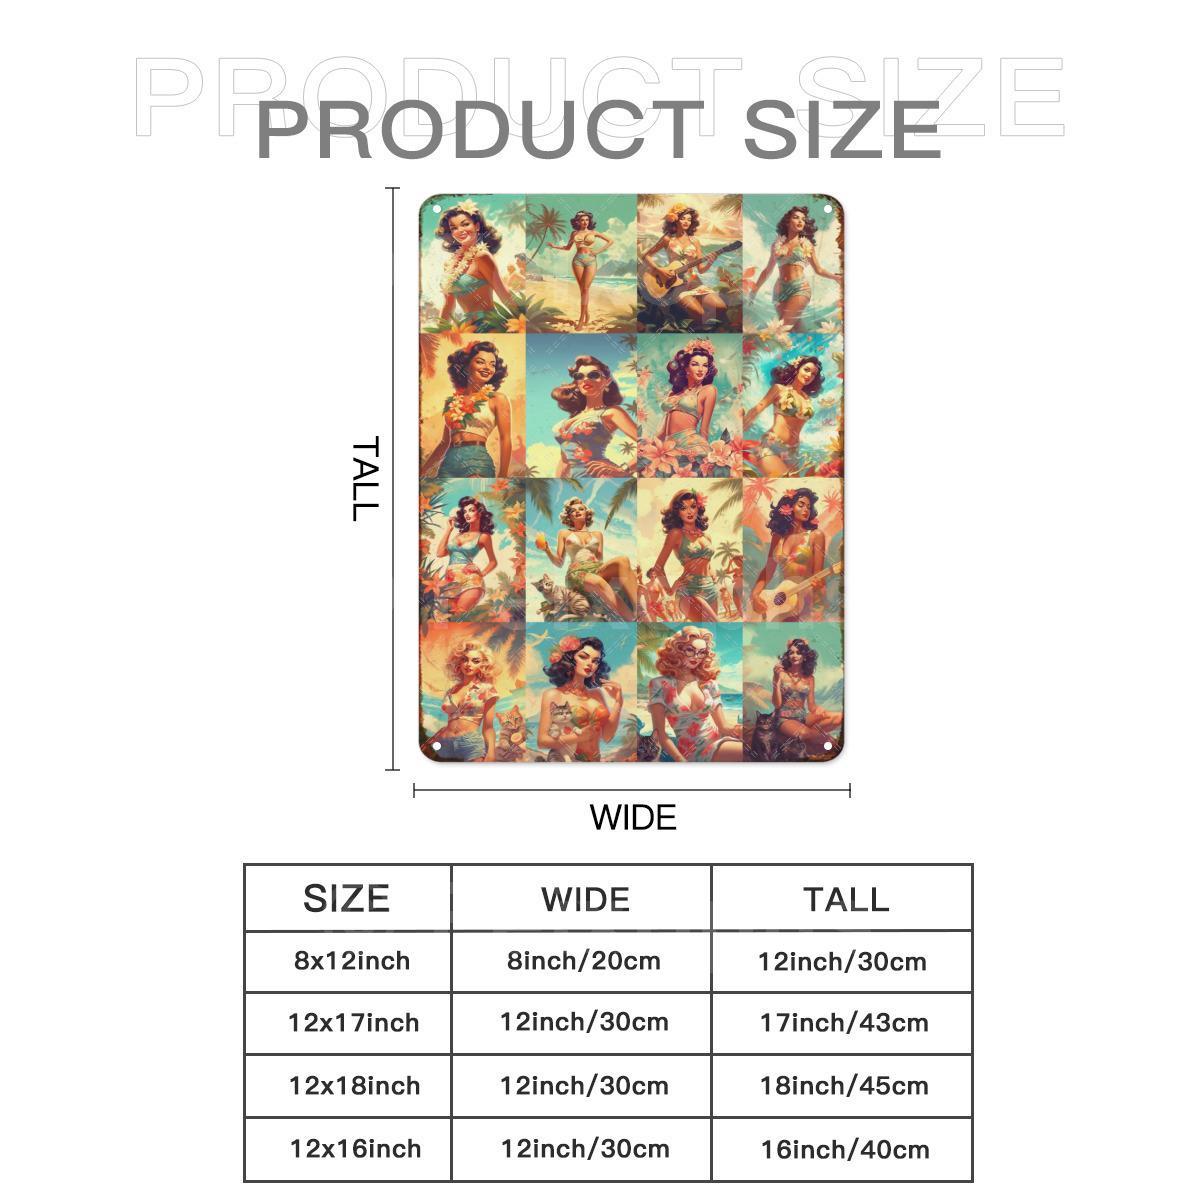 PRODUCT SIZE
PRODUCT SIZE
TALL
WIDE
SIZE WIDE TALL
8x12inch 8inch/20cm 12inch/30cm
12x17inch 12inch/30cm 17inch/43cm
12x18inch 12inch/30cm 18inch/45cm
12x16inch 12inch/30cm 16inch/40cm